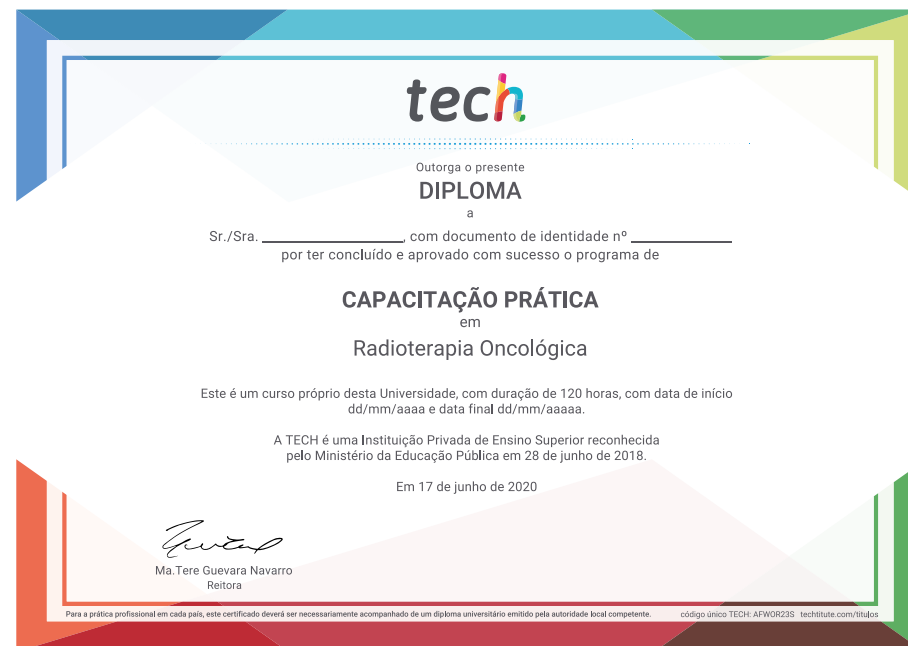 tech
Outorga o presente
DIPLOMA
a
Sr./Sra. ________________, com documento de identidade nº ____________
por ter concluído e aprovado com sucesso o programa de
CAPACITAÇÃO PRÁTICA
em
Radioterapia Oncológica
Este é um curso próprio desta Universidade, com duração de 120 horas, com data de início
dd/mm/aaaa e data final dd/mm/aaaaa.
A TECH é uma Instituição Privada de Ensino Superior reconhecida
pelo Ministério da Educação Pública em 28 de junho de 2018.
Em 17 de junho de 2020
Ma.Tere Guevara Navarro
Reitora
Para a prática profissional em cada país, este certificado deverá ser necessariamente acompanhado de um diploma universitário emitido pela autoridade local competente. código único TECH: AFWOR23S techtitute.com/titulos